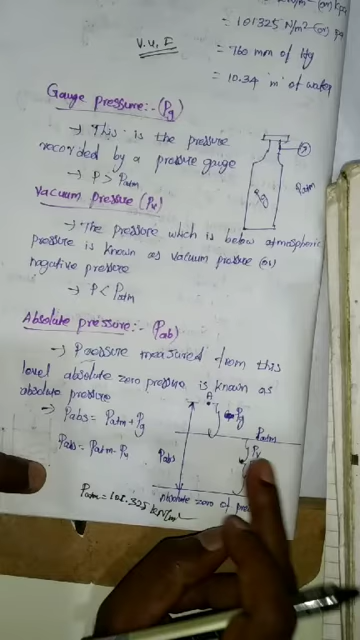 = 101325 N/m² (or) Pa
V.V.I
= 760 mm of Hg
= 10.34 'm' of water
Gauge pressure:- (Pg)
→ This is the pressure
recorded by a pressure gauge
→ P > Patm
Pg
Patm
Vacuum pressure (Pv)
→ The pressure which is below atmospheric
pressure is known as vacuum pressure (or)
negative pressure
→ P < Patm
Absolute pressure:- (Pab)
→ Pressure measured from this
level absolute zero pressure is known as
absolute pressure
→ Pabs = Patm + Pg
Pabs = Patm - Pv
A
Pg
Patm
Pv
Pabs
Absolute zero of
Patm = 101.325 kN/m²